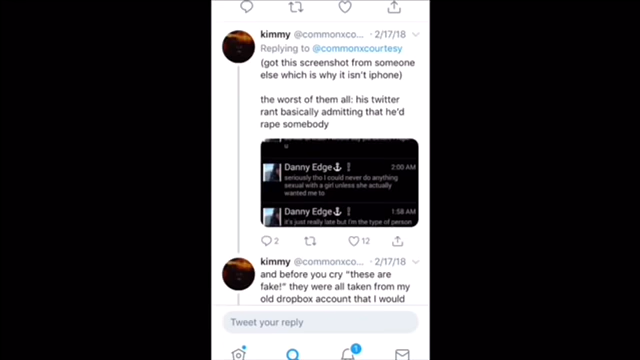 kimmy @commonxco... · 2/17/18
Replying to @commonxcourtesy
(got this screenshot from someone
else which is why it isn't iphone)
the worst of them all: his twitter
rant basically admitting that he'd
rape somebody
u
Danny Edge⚓ 2:00 AM
seriously tho I could never do anything
sexual with a girl unless she actually
wanted me to
Danny Edge⚓ 1:58 AM
it's just really late but i'm the type of person
2
12
kimmy @commonxco... · 2/17/18
and before you cry "these are
fake!" they were all taken from my
old dropbox account that I would
Tweet your reply
1